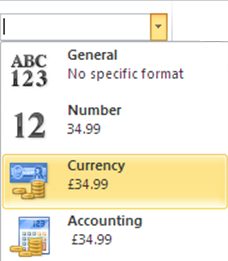 ABC
123
General
No specific format
12
Number
34.99
Currency
£34.99
Accounting
£34.99